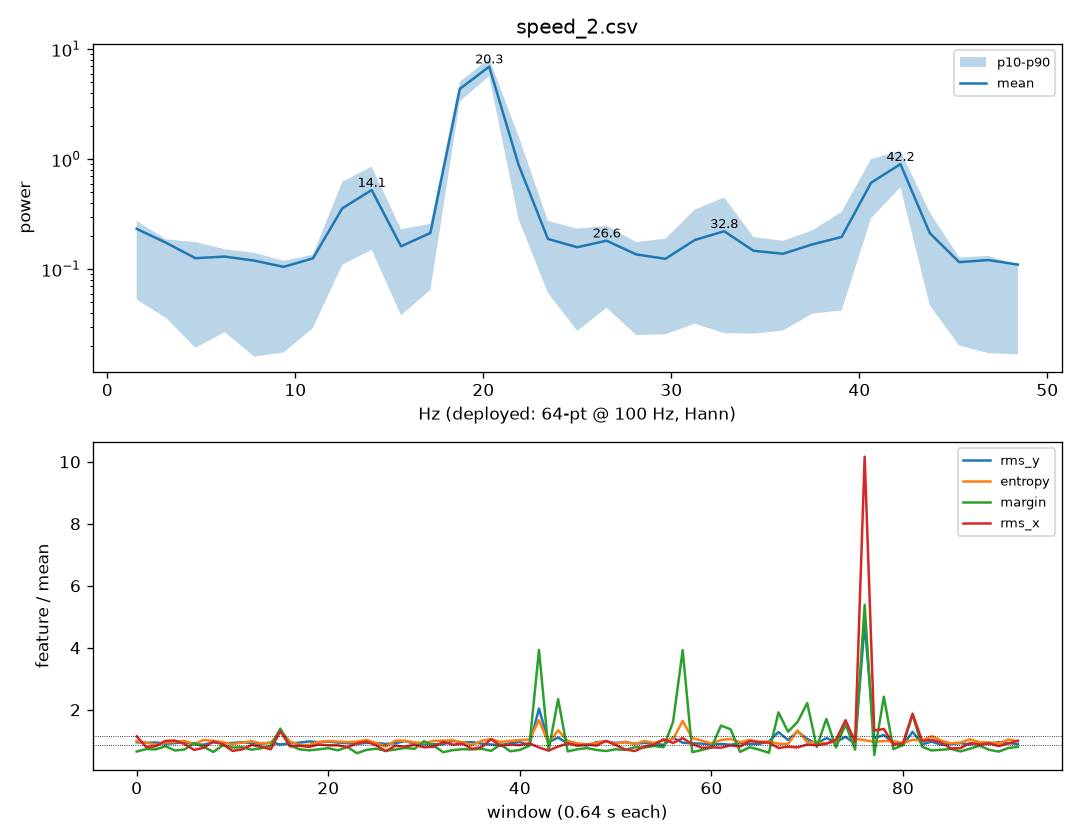 speed_2.csv
10¹
10⁰
10⁻¹
power
p10-p90
mean
14.1
20.3
26.6
32.8
42.2
0 10 20 30 40 50
Hz (deployed: 64-pt @ 100 Hz, Hann)
10
8
6
4
2
feature / mean
rms_y
entropy
margin
rms_x
0 20 40 60 80
window (0.64 s each)